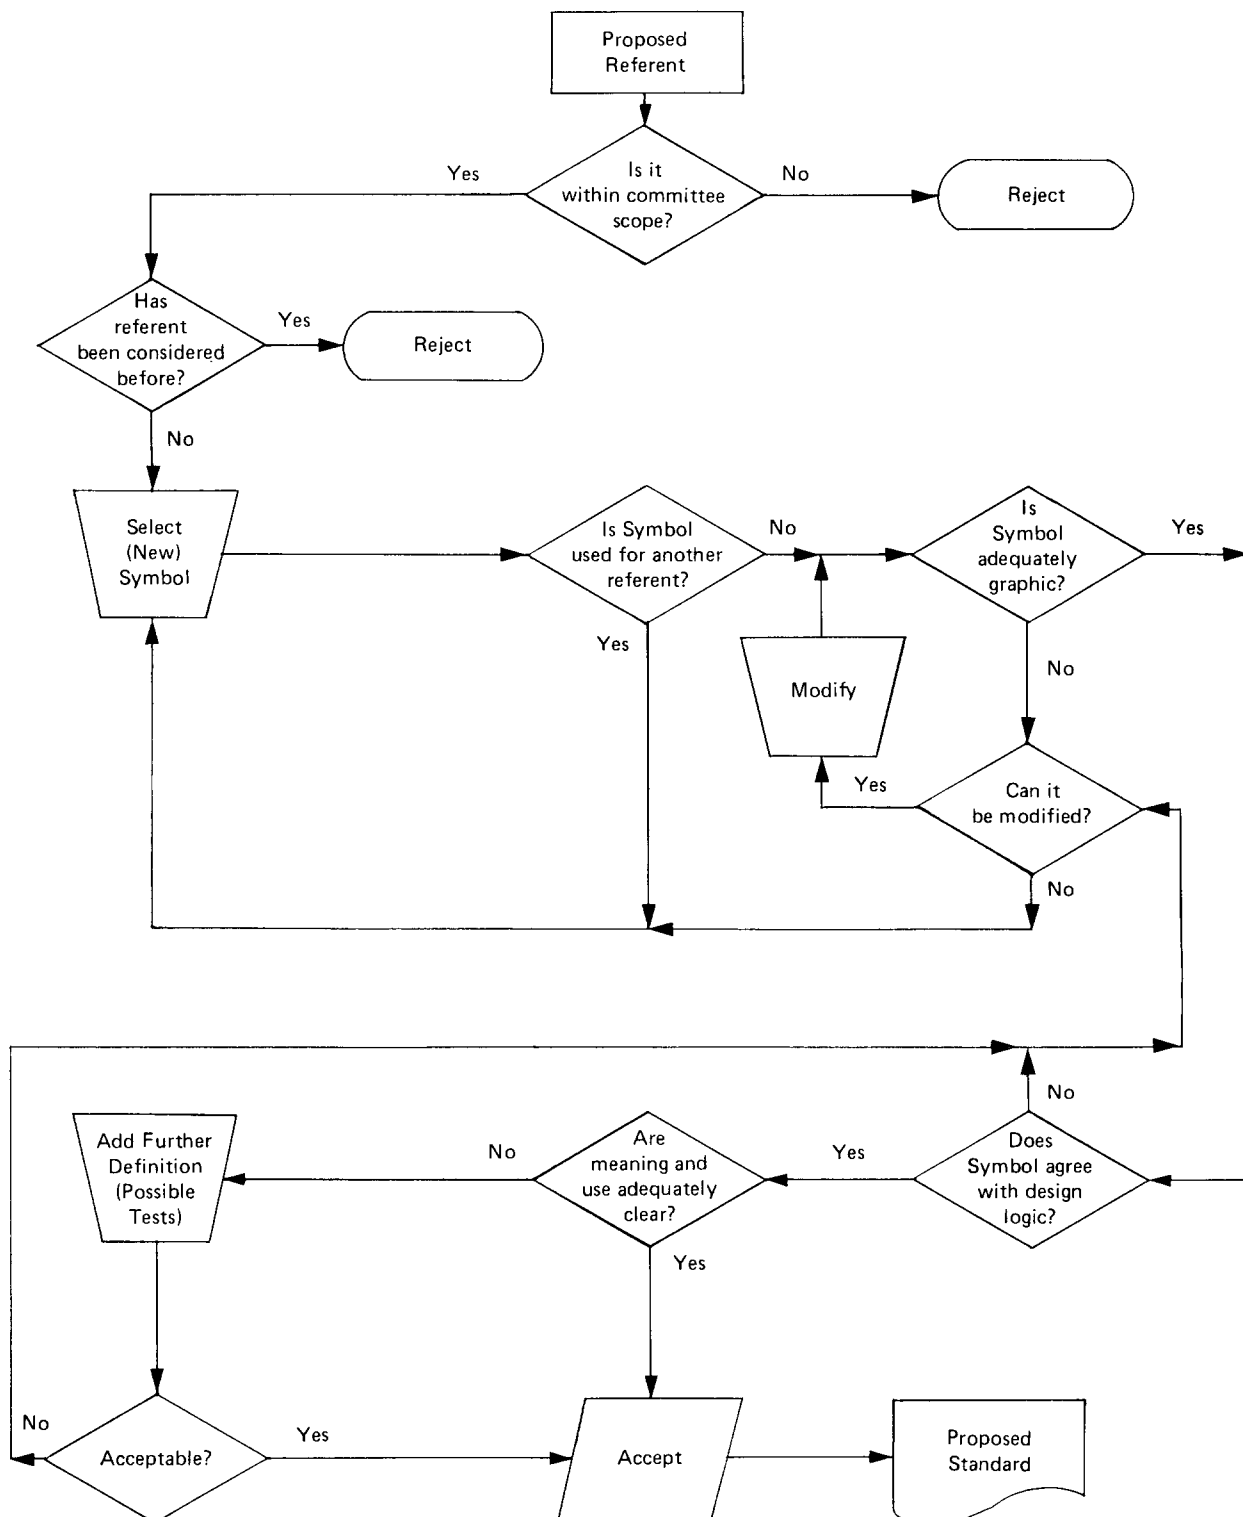 Proposed
Referent
Yes
Is it
within committee
scope?
No
Reject
Has
referent
been considered
before?
Yes
Reject
No
Select
(New)
Symbol
Is Symbol
used for another
referent?
No
Is
Symbol
adequately
graphic?
Yes
Yes
Modify
No
Yes
Can it
be modified?
No
No
Add Further
Definition
(Possible
Tests)
No
Are
meaning and
use adequately
clear?
Yes
Does
Symbol agree
with design
logic?
Yes
No
Acceptable?
Yes
Accept
Proposed
Standard